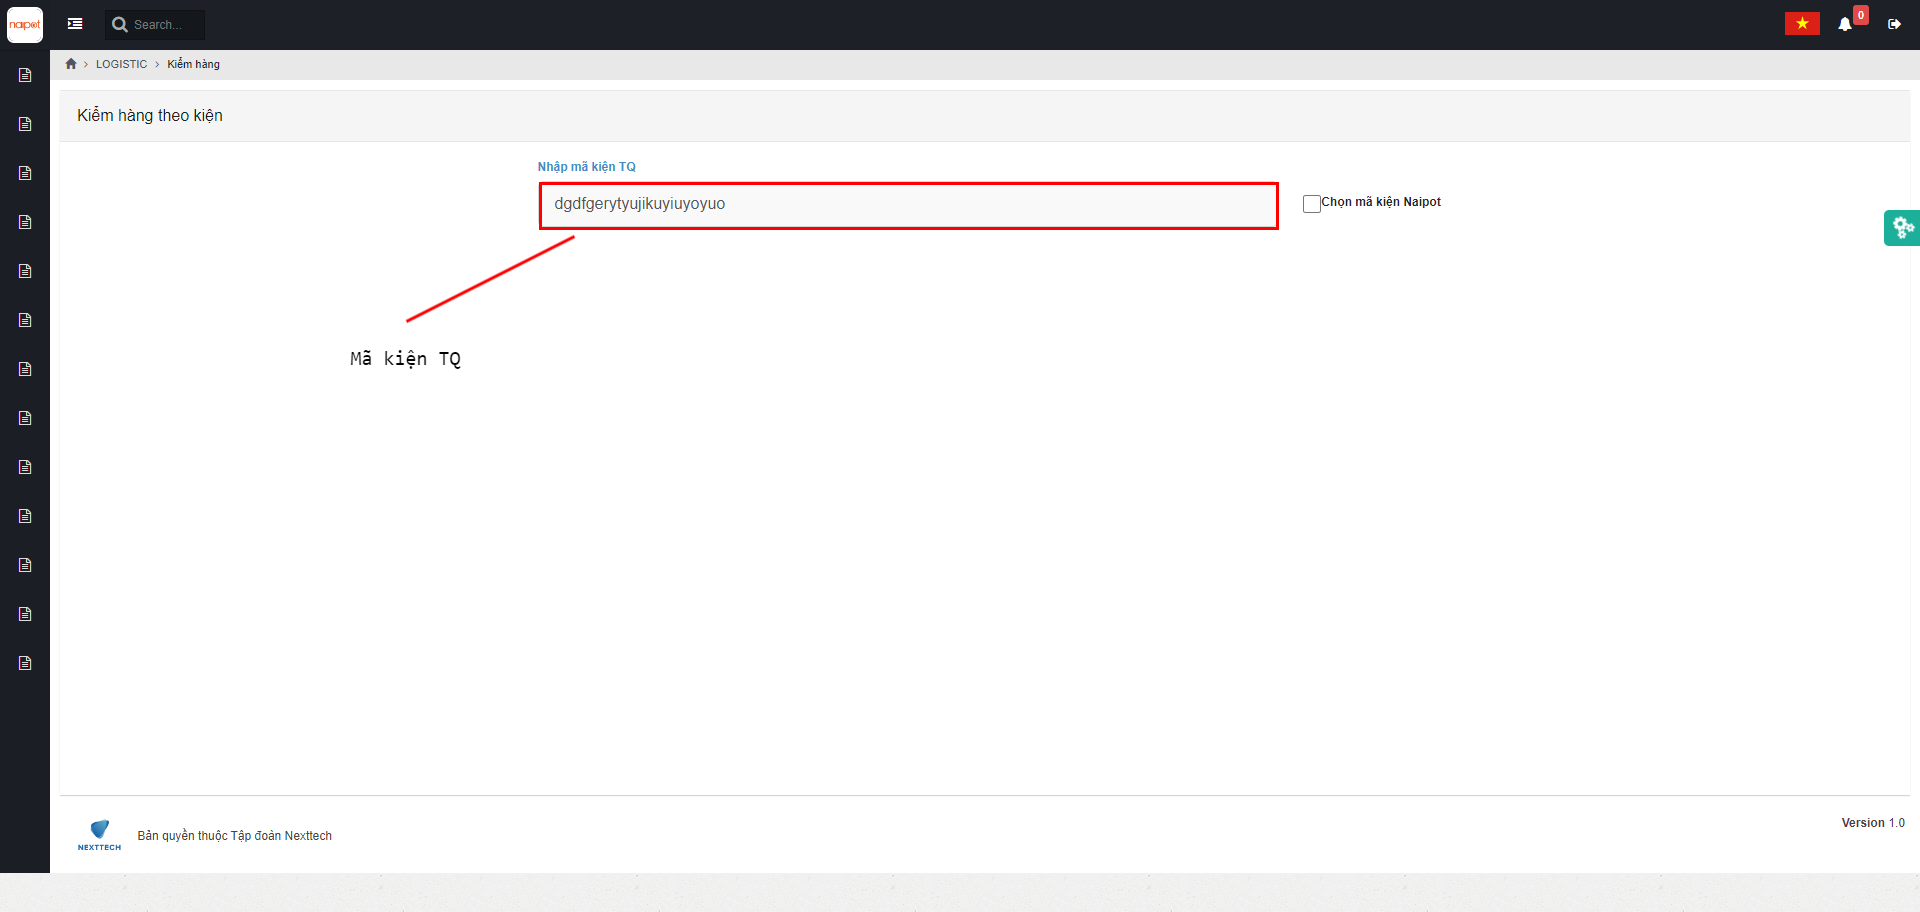 naipot
Search...
0
LOGISTIC
Kiểm hàng
Kiểm hàng theo kiện
Nhập mã kiện TQ
dgdfgerytyujikuyiuyoyuo
Chọn mã kiện Naipot
Mã kiện TQ
NEXTTECH
Bản quyền thuộc Tập đoàn Nexttech
Version 1.0